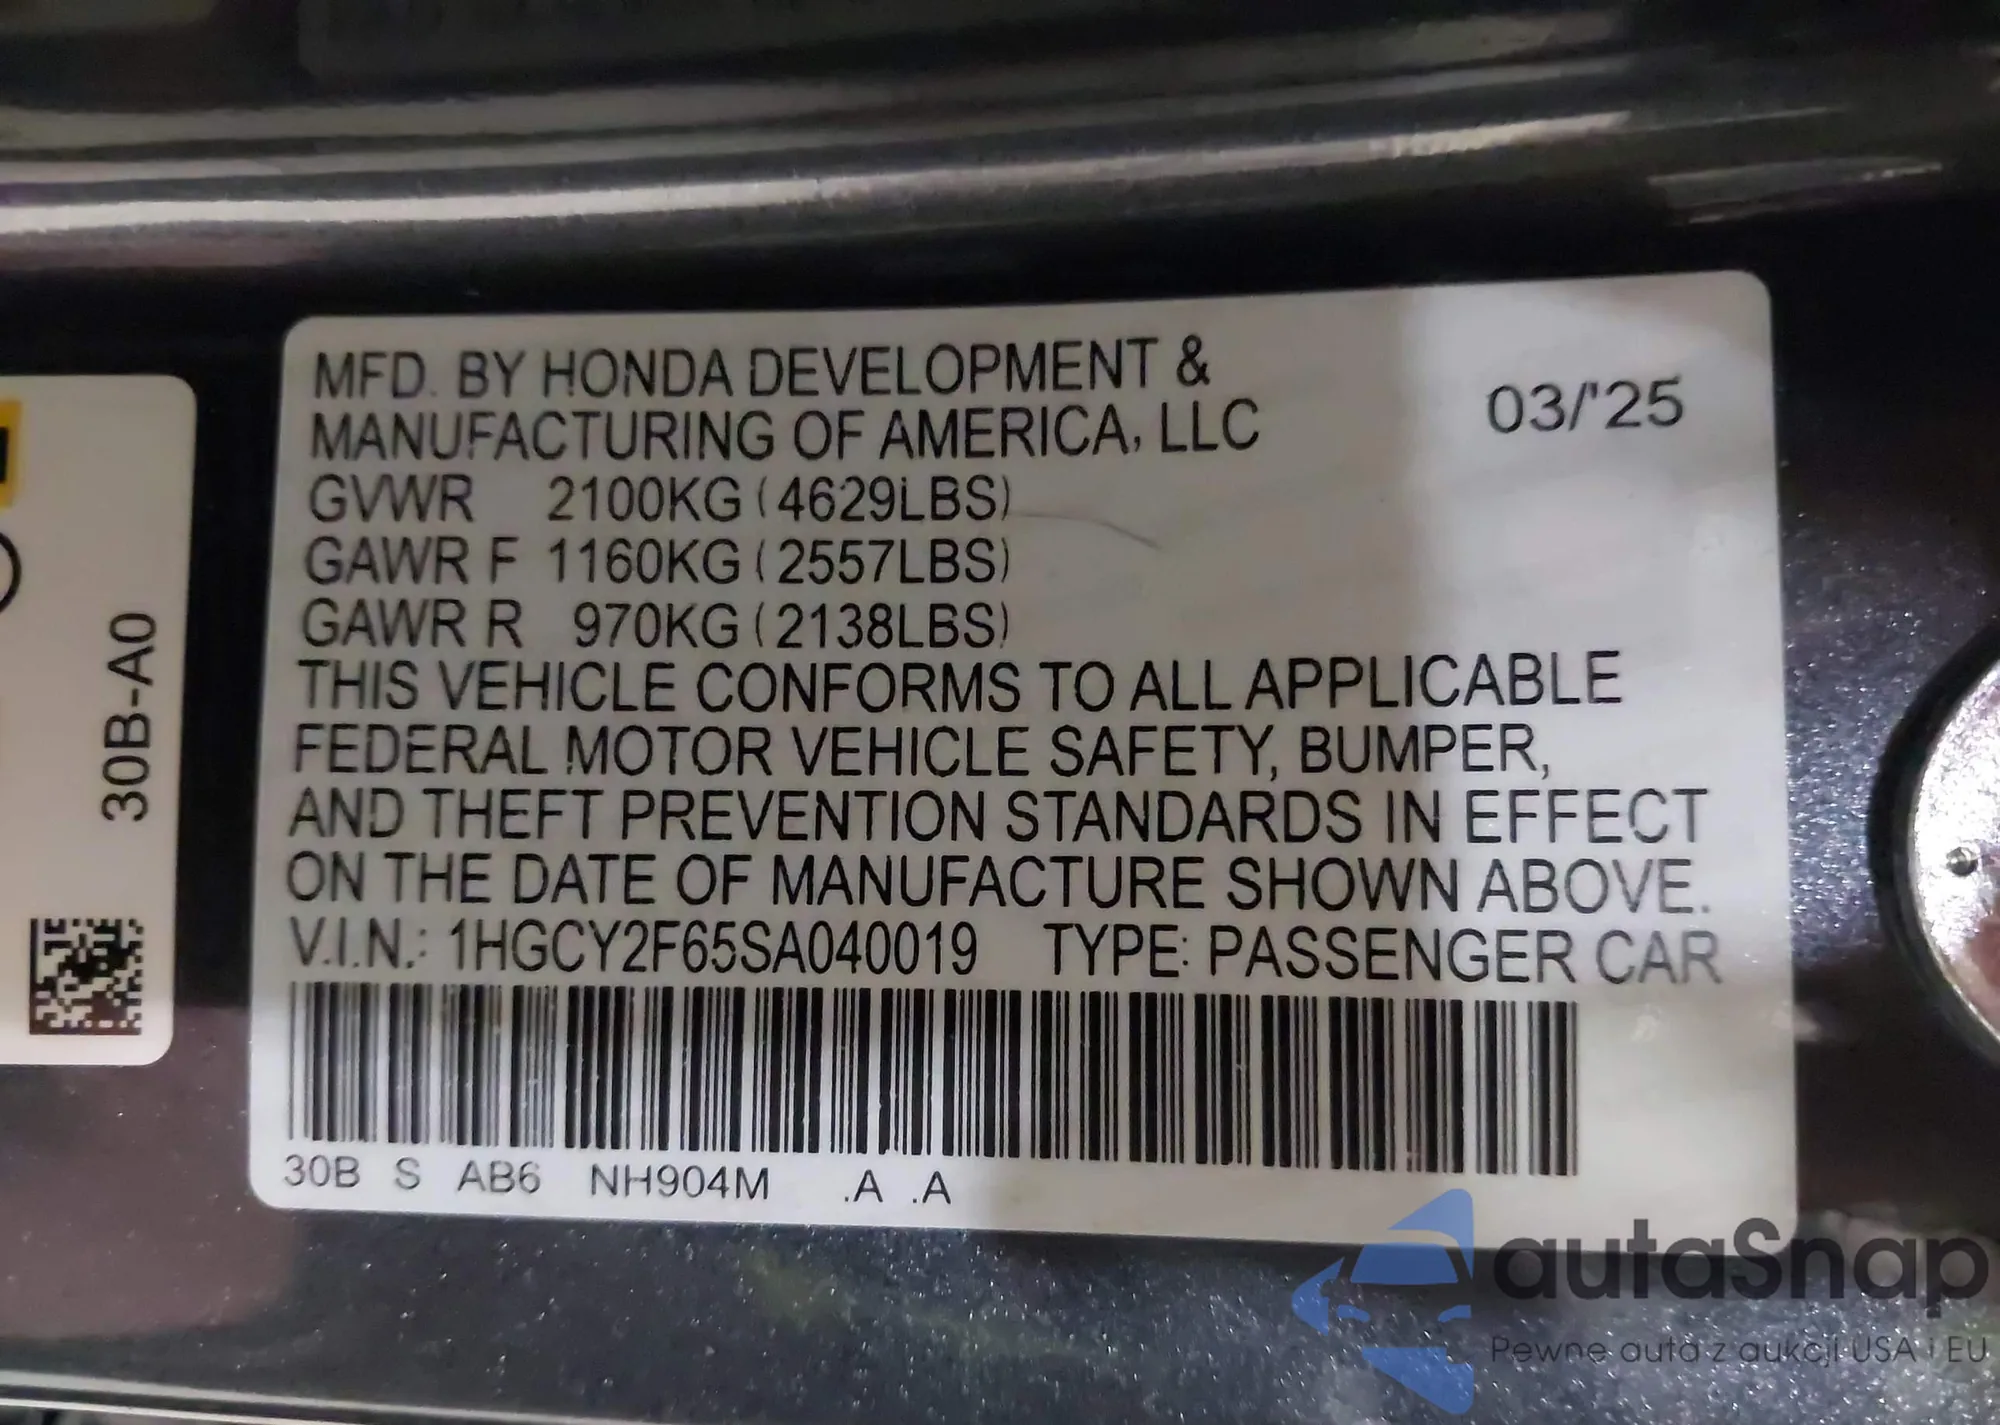 MFD. BY HONDA DEVELOPMENT &
MANUFACTURING OF AMERICA, LLC
03/'25
GVWR 2100KG (4629LBS)
GAWR F 1160KG (2557LBS)
GAWR R 970KG (2138LBS)
THIS VEHICLE CONFORMS TO ALL APPLICABLE
FEDERAL MOTOR VEHICLE SAFETY, BUMPER,
AND THEFT PREVENTION STANDARDS IN EFFECT
ON THE DATE OF MANUFACTURE SHOWN ABOVE.
V.I.N.: 1HGCY2F65SA040019 TYPE: PASSENGER CAR
30B S AB6 NH904M .A .A
30B-A0
autaSnap
Pewne auta z aukcji USA i EU